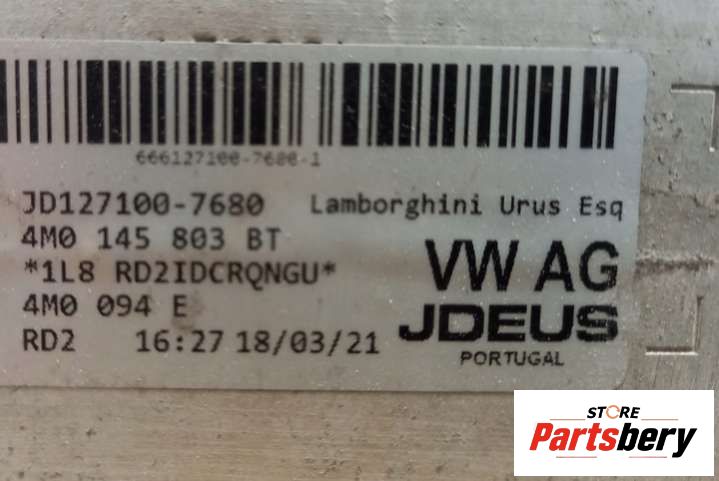 666127100-7680-1
JD127100-7680 Lamborghini Urus Esq
4M0 145 803 BT
*1L8 RD2IDCRQNGU*
4M0 094 E
RD2 16:27 18/03/21
VW AG
JDEUS
PORTUGAL
STORE
Partsbery